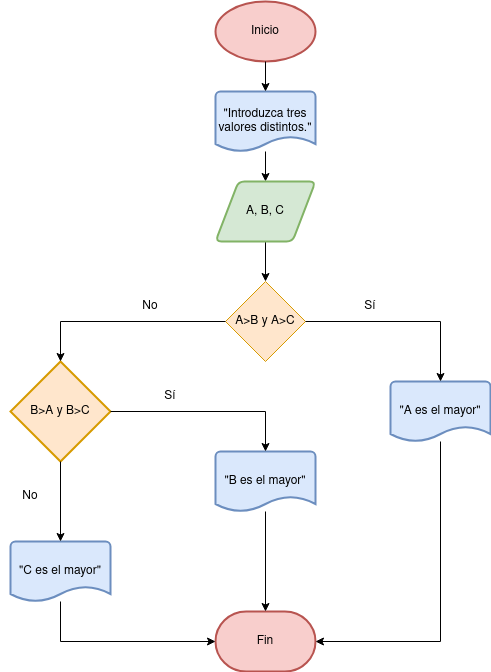 Inicio
"Introduzca tres
valores distintos."
A, B, C
No
Sí
A>B y A>C
Sí
B>A y B>C
"A es el mayor"
"B es el mayor"
No
"C es el mayor"
Fin